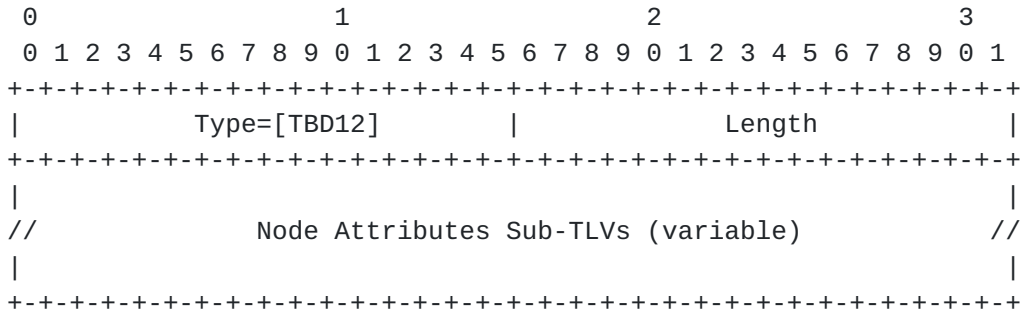 0                   1                   2                   3
 0 1 2 3 4 5 6 7 8 9 0 1 2 3 4 5 6 7 8 9 0 1 2 3 4 5 6 7 8 9 0 1
+-+-+-+-+-+-+-+-+-+-+-+-+-+-+-+-+-+-+-+-+-+-+-+-+-+-+-+-+-+-+-+-+
|           Type=[TBD12]        |             Length            |
+-+-+-+-+-+-+-+-+-+-+-+-+-+-+-+-+-+-+-+-+-+-+-+-+-+-+-+-+-+-+-+-+
|                                                               |
//              Node Attributes Sub-TLVs (variable)            //
|                                                               |
+-+-+-+-+-+-+-+-+-+-+-+-+-+-+-+-+-+-+-+-+-+-+-+-+-+-+-+-+-+-+-+-+